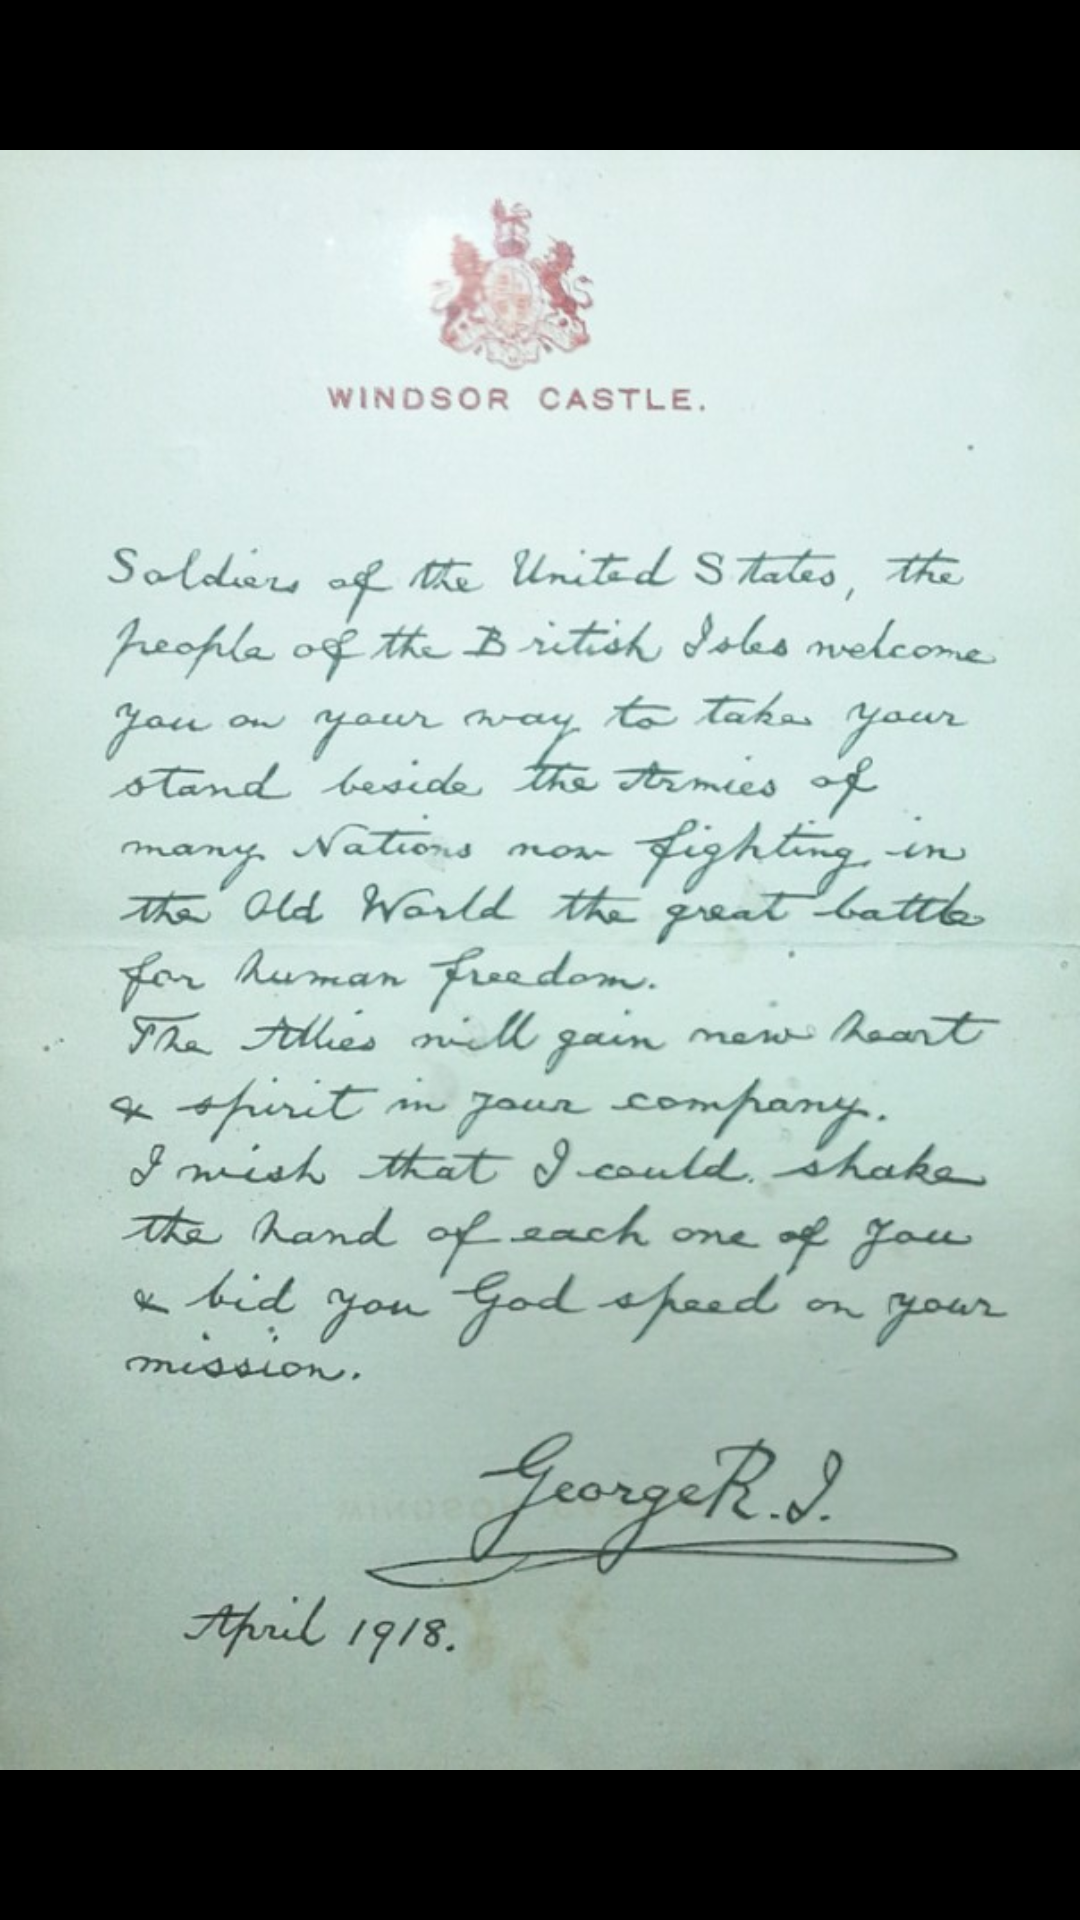 WINDSOR CASTLE.
Soldiers of the United States, the
people of the British Isles welcome
you on your way to take your
stand beside the Armies of
many Nations now fighting in
the Old World the great battle
for human freedom.
The Allies will gain new heart
& spirit in your company.
I wish that I could shake
the hand of each one of you
& bid you God speed on your
mission.
George R.I.
April 1918.